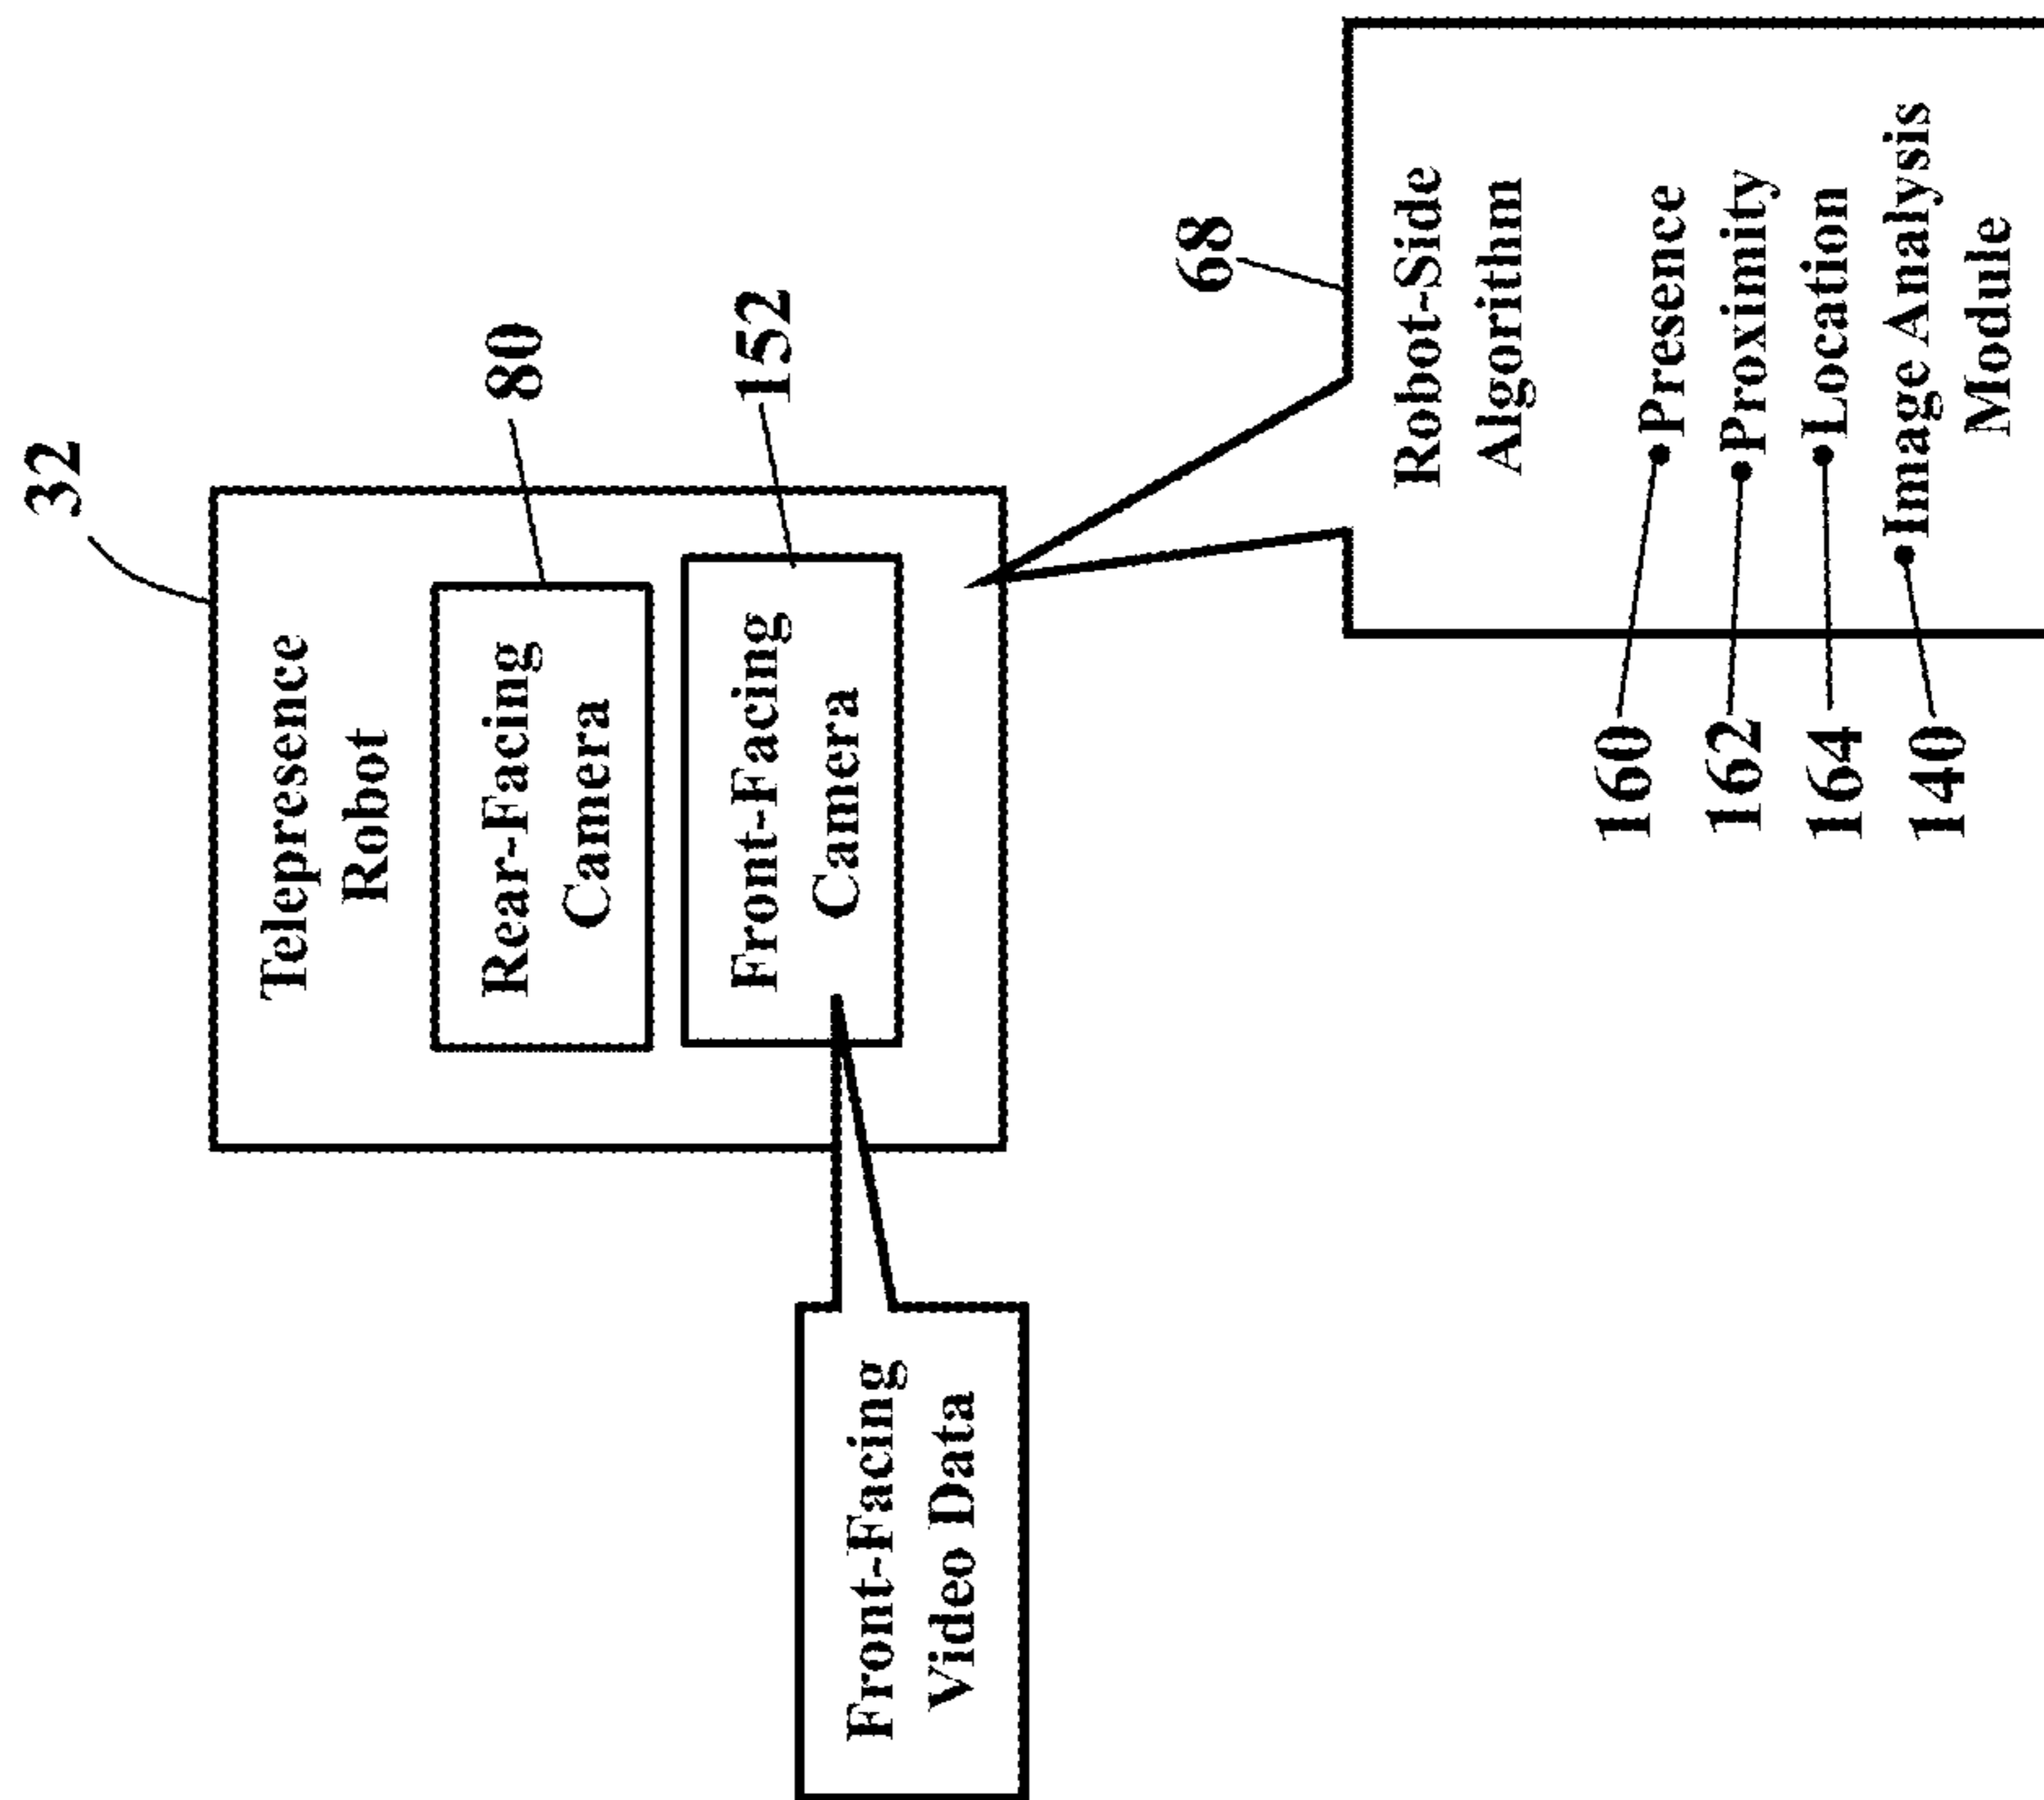 32
Telepresence
Robot
Rear-Facing
Camera
80
Front-Facing
Camera
152
Front-Facing
Video Data
68
Robot-Side
Algorithm
160
Presence
162
Proximity
164
Location
140
Image Analysis
Module